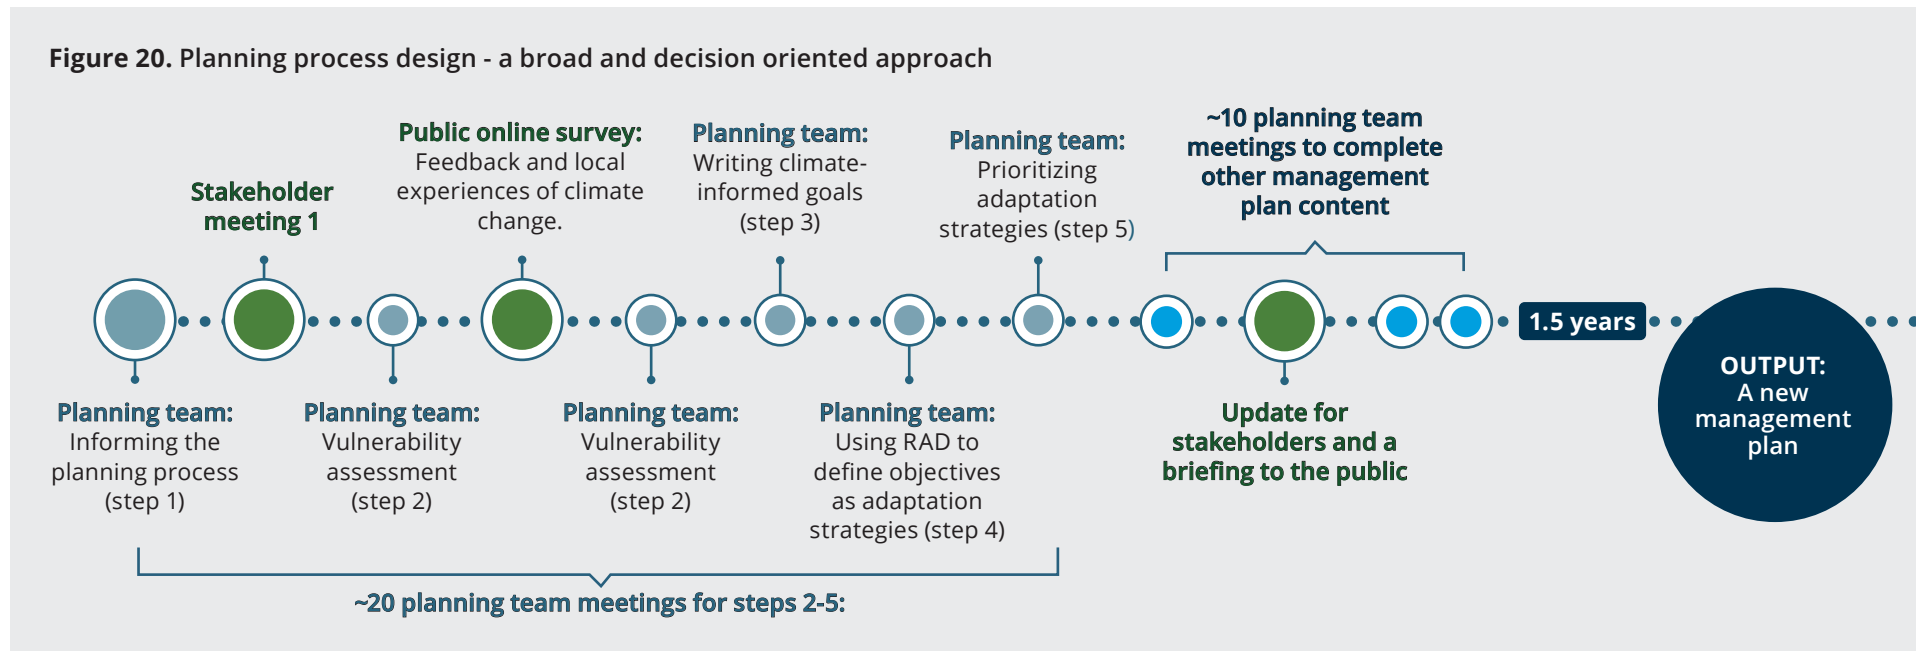 Figure 20. Planning process design - a broad and decision oriented approach
Stakeholder
meeting 1
Public online survey:
Feedback and local
experiences of climate
change.
Planning team:
Writing climate-
informed goals
(step 3)
Planning team:
Prioritizing
adaptation
strategies (step 5)
~10 planning team
meetings to complete
other management
plan content
1.5 years
OUTPUT:
A new
management
plan
Planning team:
Informing the
planning process
(step 1)
Planning team:
Vulnerability
assessment
(step 2)
Planning team:
Vulnerability
assessment
(step 2)
Planning team:
Using RAD to
define objectives
as adaptation
strategies (step 4)
Update for
stakeholders and a
briefing to the public
~20 planning team meetings for steps 2-5: